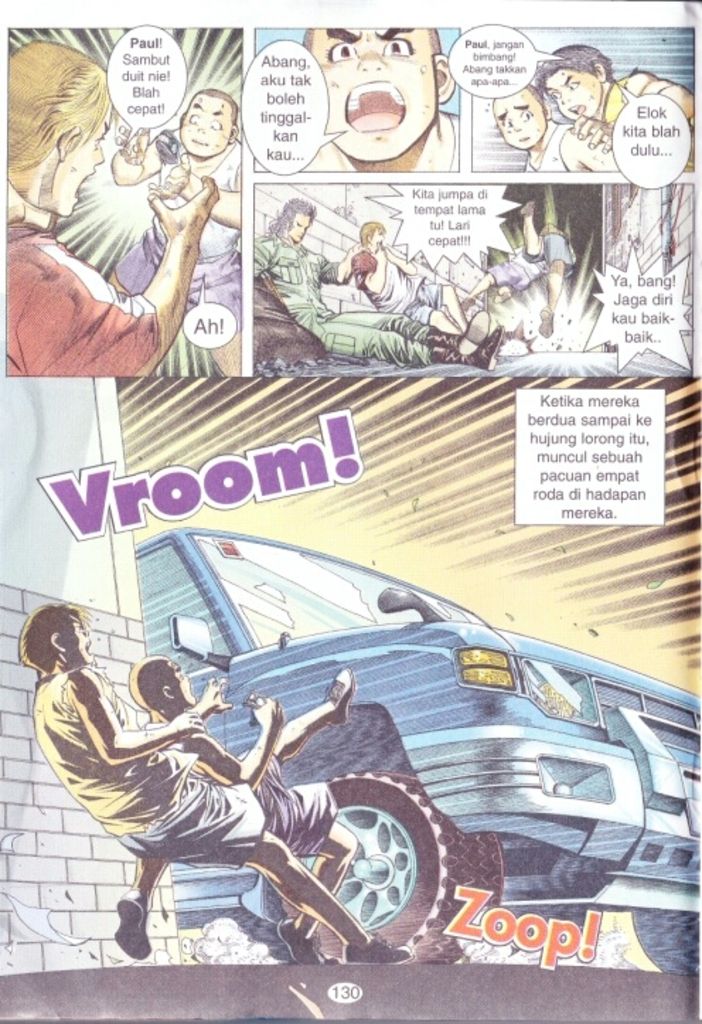 Paul!
Sambut
duit nie!
Blah
cepat!
Ah!
Abang,
aku tak
boleh
tinggal-
kan
kau...
Paul, jangan
bimbang!
Abang takkan
apa-apa...
Elok
kita blah
dulu...
Kita jumpa di
tempat lama
tu! Lari
cepat!!!
Ya, bang!
Jaga diri
kau baik-
baik..
Ketika mereka
berdua sampai ke
hujung lorong itu,
muncul sebuah
pacuan empat
roda di hadapan
mereka.
Vroom!
Zoop!
130